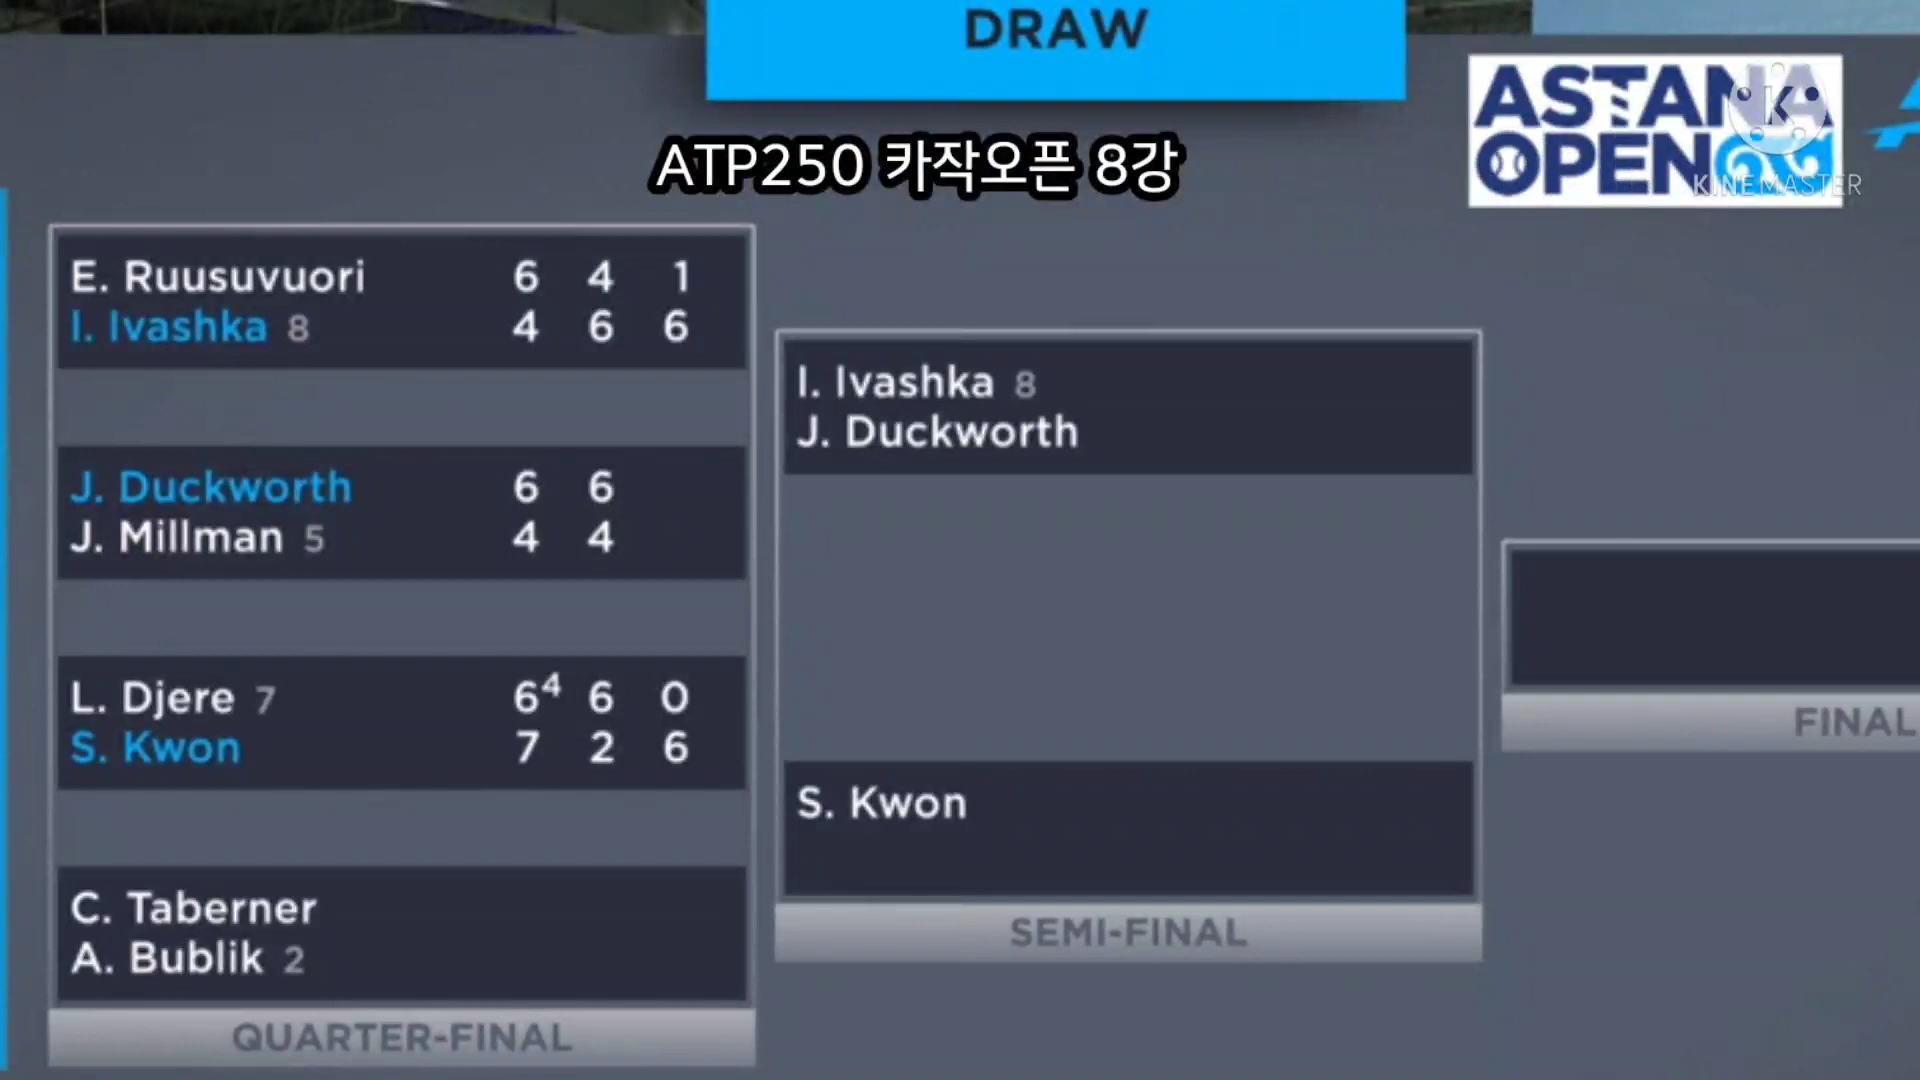 DRAW
ASTANA
OPEN
KINEMASTER
ATP250 카작오픈 8강
E. Ruusuvuori 6 4 1
I. Ivashka 8 4 6 6
J. Duckworth 6 6
J. Millman 5 4 4
L. Djere 7 6⁴ 6 0
S. Kwon 7 2 6
C. Taberner
A. Bublik 2
QUARTER-FINAL
I. Ivashka 8
J. Duckworth
S. Kwon
SEMI-FINAL
FINAL